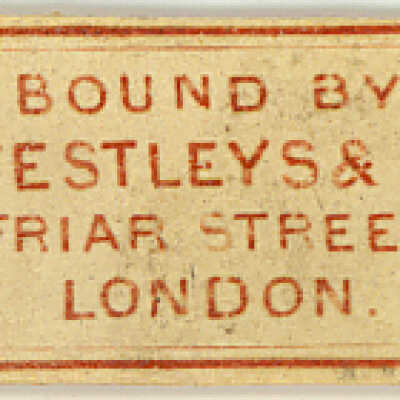 BOUND BY
ESTLEYS &
FRIAR STREE
LONDON.